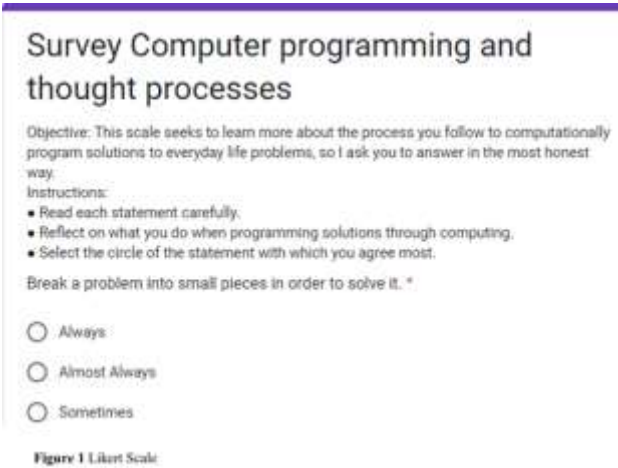 Survey Computer programming and
thought processes
Objective: This scale seeks to learn more about the process you follow to computationally
program solutions to everyday life problems, so I ask you to answer in the most honest
way.
Instructions:
● Read each statement carefully.
● Reflect on what you do when programming solutions through computing.
● Select the circle of the statement with which you agree most.
Break a problem into small pieces in order to solve it. *
Always
Almost Always
Sometimes
Figure 1 Likert Scale